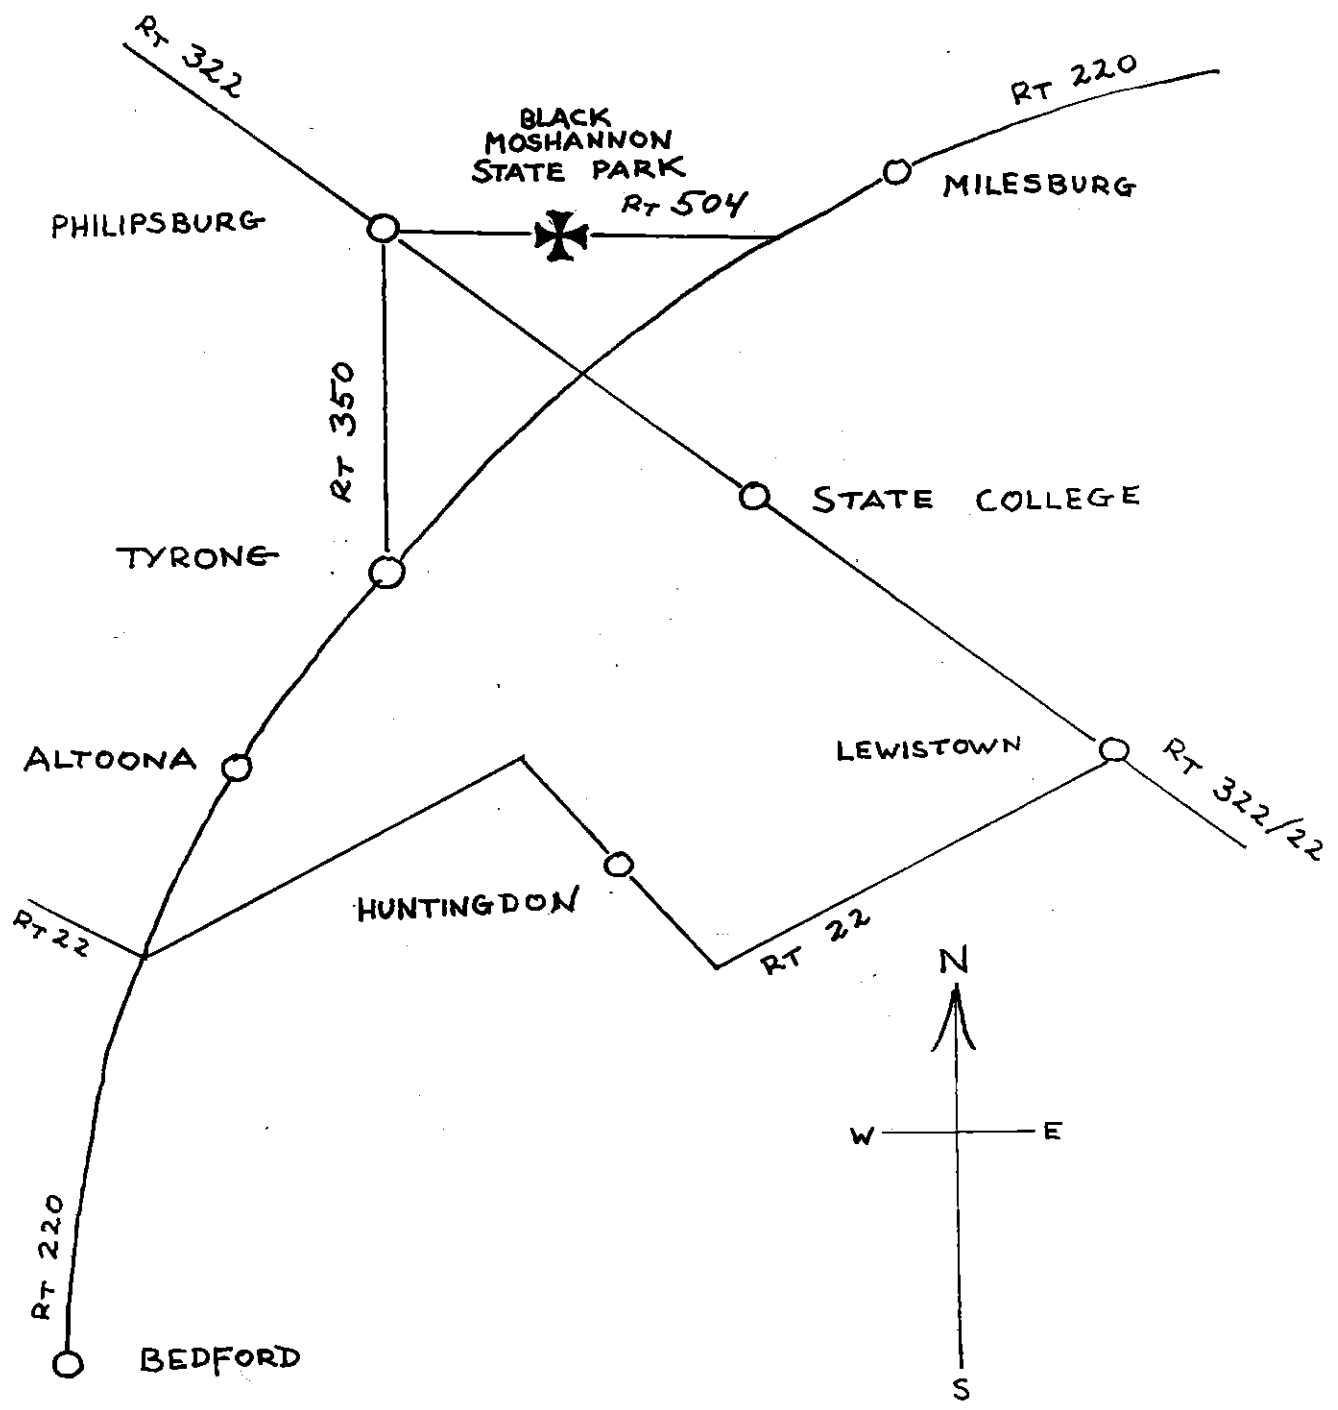 RT 322
RT 220
BLACK
MOSHANNON
STATE PARK
RT 504
MILESBURG
PHILIPSBURG
RT 350
STATE COLLEGE
TYRONE
LEWISTOWN
RT 322/22
ALTOONA
HUNTINGDON
RT 22
RT 22
N
W
E
S
RT 220
BEDFORD